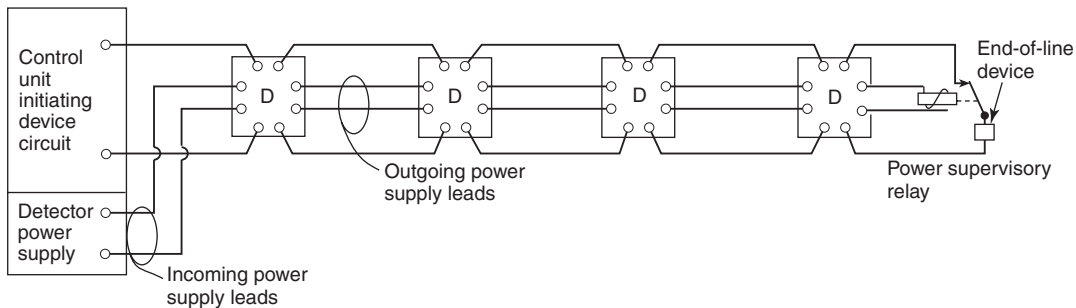 Control
unit
initiating
device
circuit
Detector
power
supply
D
D
D
D
Outgoing power
supply leads
Incoming power
supply leads
End-of-line
device
Power supervisory
relay